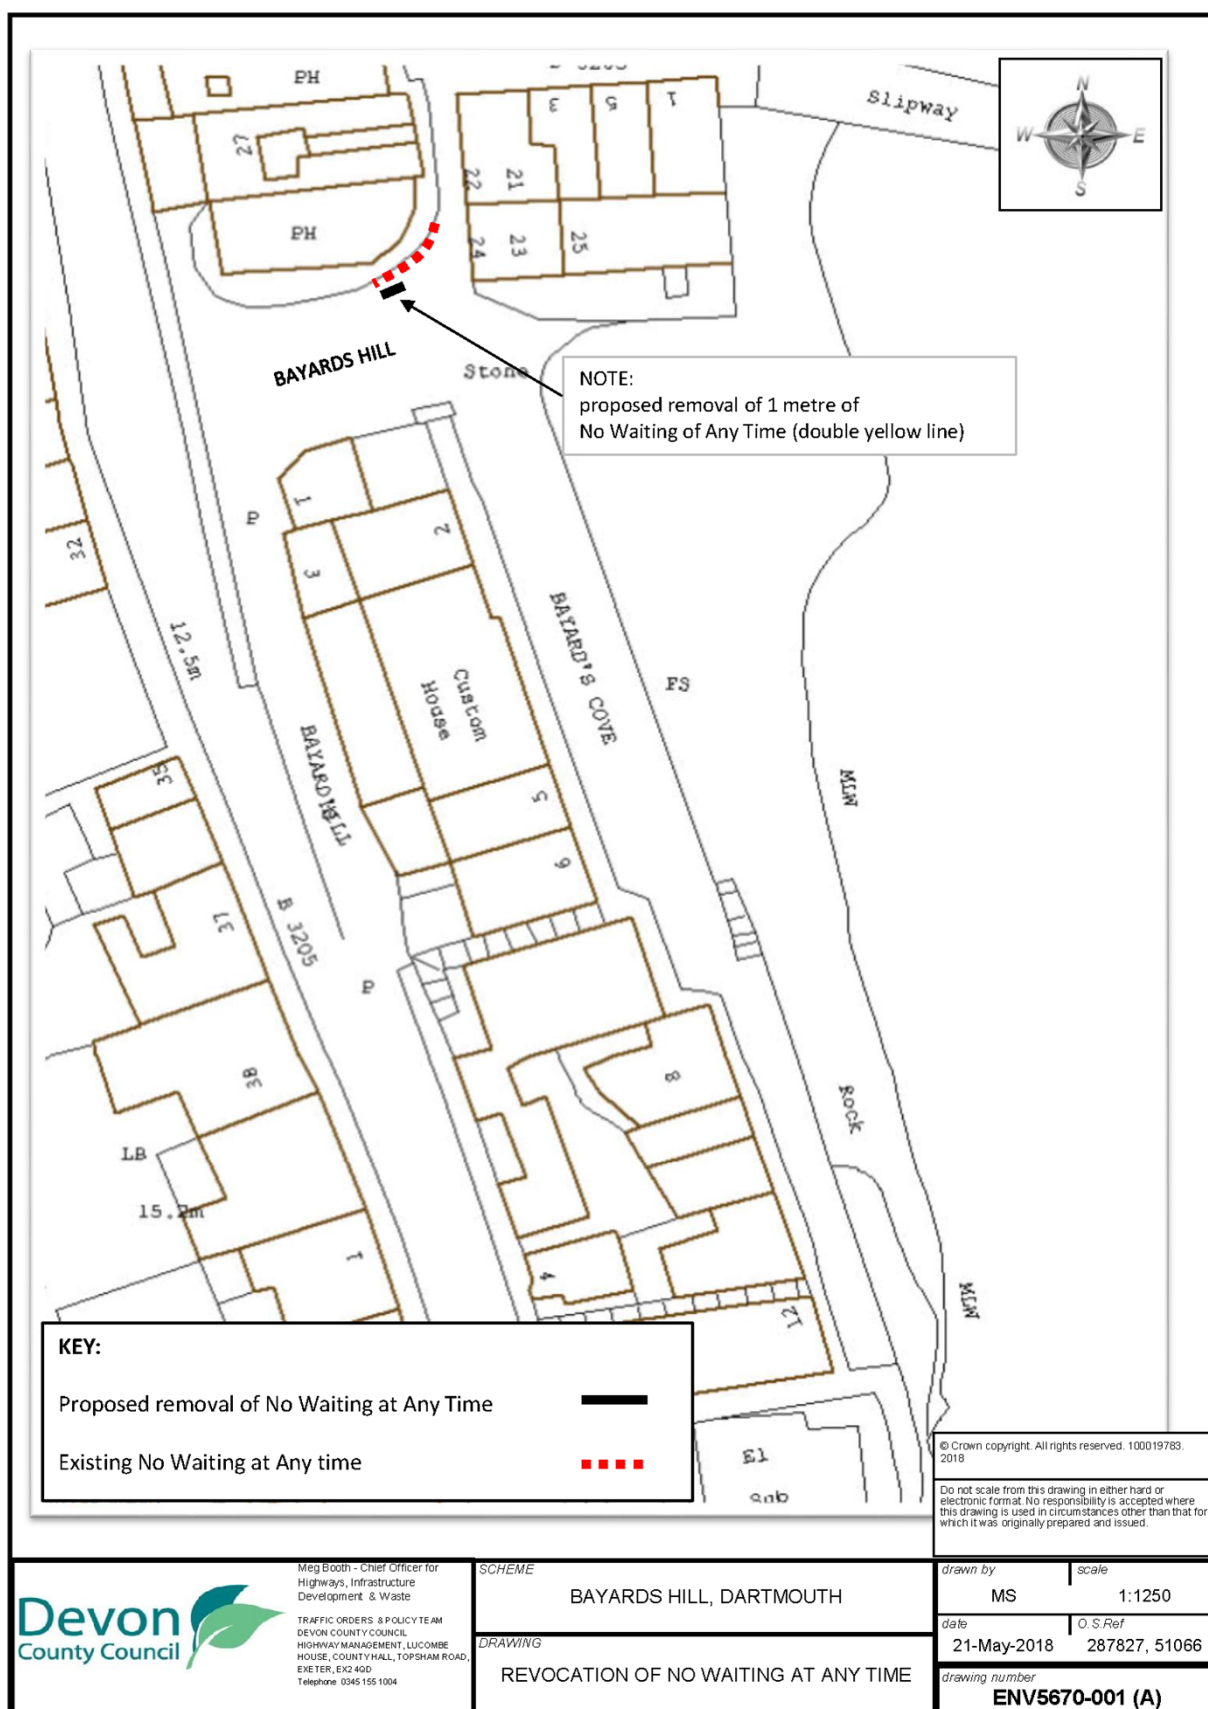 PH
Slipway
N
W E
S
27
3
5
1
22
21
PH
24
23
25
BAYARDS HILL
Stone
NOTE:
proposed removal of 1 metre of
No Waiting of Any Time (double yellow line)
1
2
P
3
32
12.5m
BAYARD'S COVE
Custom
House
FS
BAYARD
HILL
35
5
MLW
6
37
B 3205
P
38
8
Rock
LB
15.2m
1
4
MLW
12
KEY:
Proposed removal of No Waiting at Any Time
Existing No Waiting at Any time
El
Sub
© Crown copyright. All rights reserved. 100019783.
2018
Do not scale from this drawing in either hard or
electronic format. No responsibility is accepted where
this drawing is used in circumstances other than that for
which it was originally prepared and issued.
Devon
County Council
Meg Booth - Chief Officer for
Highways, Infrastructure
Development & Waste
TRAFFIC ORDERS & POLICY TEAM
DEVON COUNTY COUNCIL
HIGHWAY MANAGEMENT, LUCOMBE
HOUSE, COUNTY HALL, TOPSHAM ROAD,
EXETER, EX2 4QD
Telephone 0345 155 1004
SCHEME
BAYARDS HILL, DARTMOUTH
DRAWING
REVOCATION OF NO WAITING AT ANY TIME
drawn by
MS
scale
1:1250
date
21-May-2018
O.S.Ref
287827, 51066
drawing number
ENV5670-001 (A)